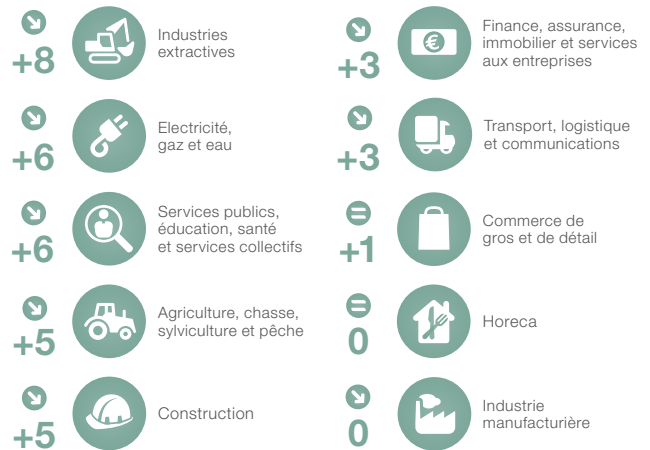 +8
Industries
extractives
+6
Electricité,
gaz et eau
+6
Services publics,
éducation, santé
et services collectifs
+5
Agriculture, chasse,
sylviculture et pêche
+5
Construction
+3
Finance, assurance,
immobilier et services
aux entreprises
€
+3
Transport, logistique
et communications
=
+1
Commerce de
gros et de détail
=
0
Horeca
0
Industrie
manufacturière